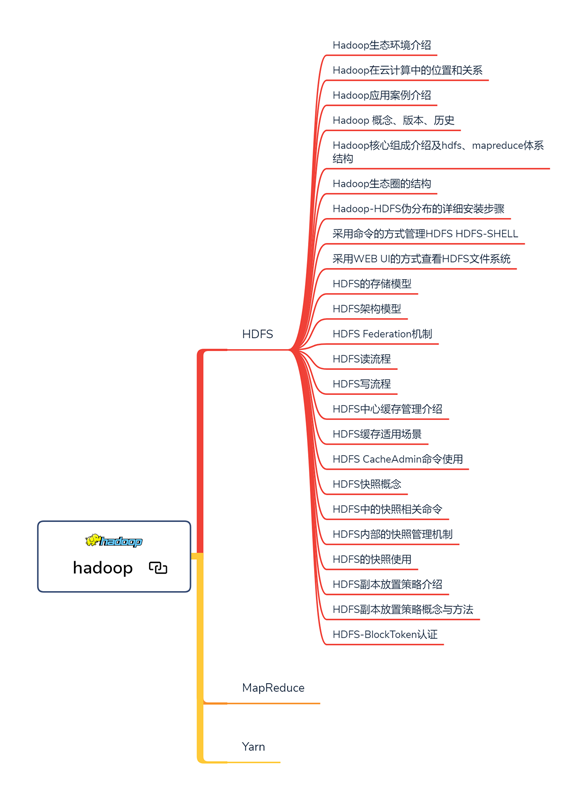 Hadoop生态环境介绍
Hadoop在云计算中的位置和关系
Hadoop应用案例介绍
Hadoop 概念、版本、历史
Hadoop核心组成介绍及hdfs、mapreduce体系
结构
Hadoop生态圈的结构
Hadoop-HDFS伪分布的详细安装步骤
采用命令的方式管理HDFS HDFS-SHELL
采用WEB UI的方式查看HDFS文件系统
HDFS的存储模型
HDFS架构模型
HDFS
HDFS Federation机制
HDFS读流程
HDFS写流程
HDFS中心缓存管理介绍
HDFS缓存适用场景
HDFS CacheAdmin命令使用
HDFS快照概念
HDFS中的快照相关命令
HDFS内部的快照管理机制
HDFS的快照使用
HDFS副本放置策略介绍
HDFS副本放置策略概念与方法
HDFS-BlockToken认证
hadoop
hadoop
MapReduce
Yarn